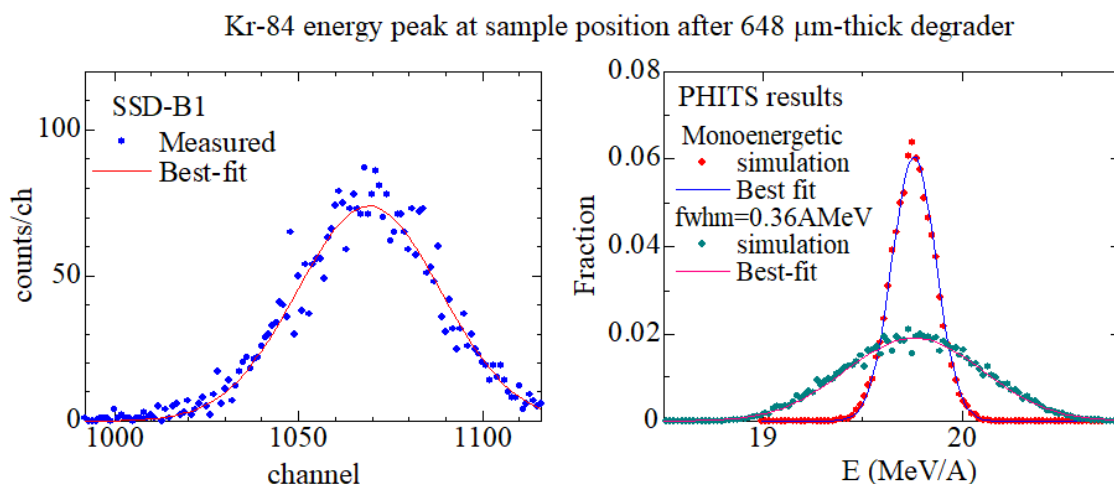 Kr-84 energy peak at sample position after 648 μm-thick degrader
SSD-B1
Measured
Best-fit
100
50
0
1000
1050
1100
counts/ch
channel
PHITS results
Monoenergetic
simulation
Best fit
fwhm=0.36AMeV
simulation
Best-fit
0.08
0.06
0.04
0.02
0
19
20
Fraction
E (MeV/A)